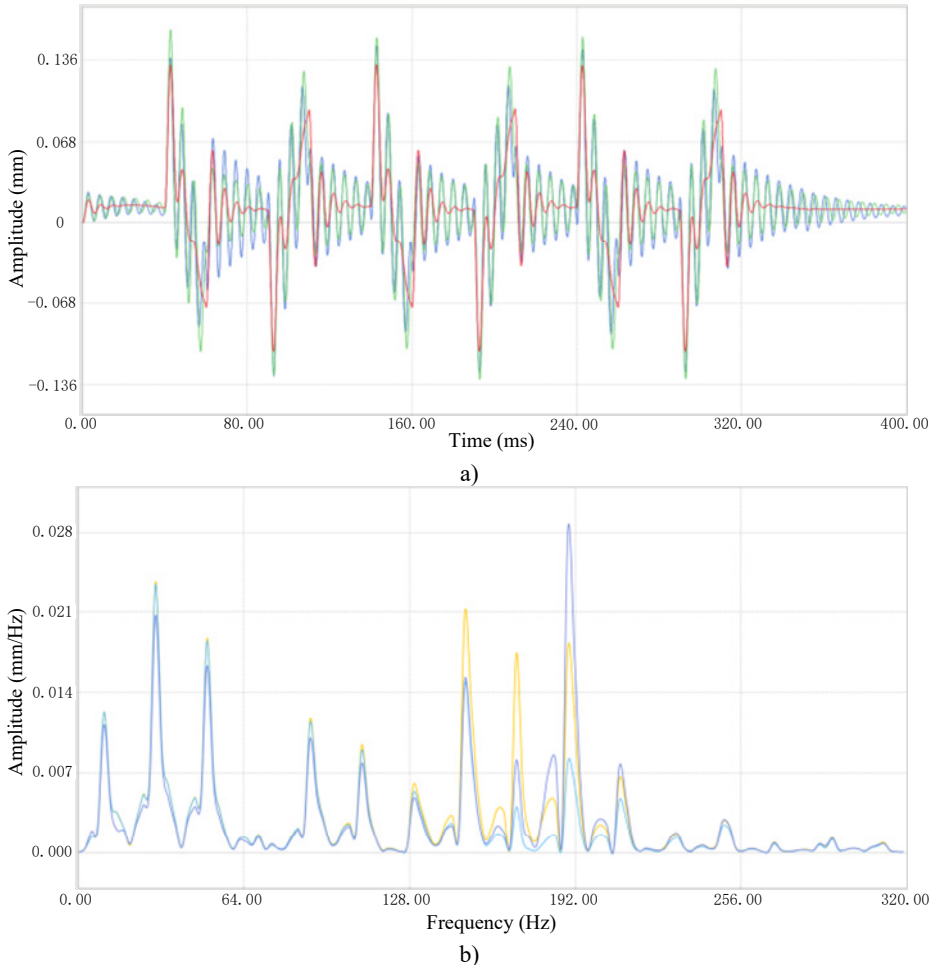 0.136
0.068
0
-0.068
-0.136
Amplitude (mm)
0.00 80.00 160.00 240.00 320.00 400.00
Time (ms)
a)
0.028
0.021
0.014
0.007
0.000
Amplitude (mm/Hz)
0.00 64.00 128.00 192.00 256.00 320.00
Frequency (Hz)
b)